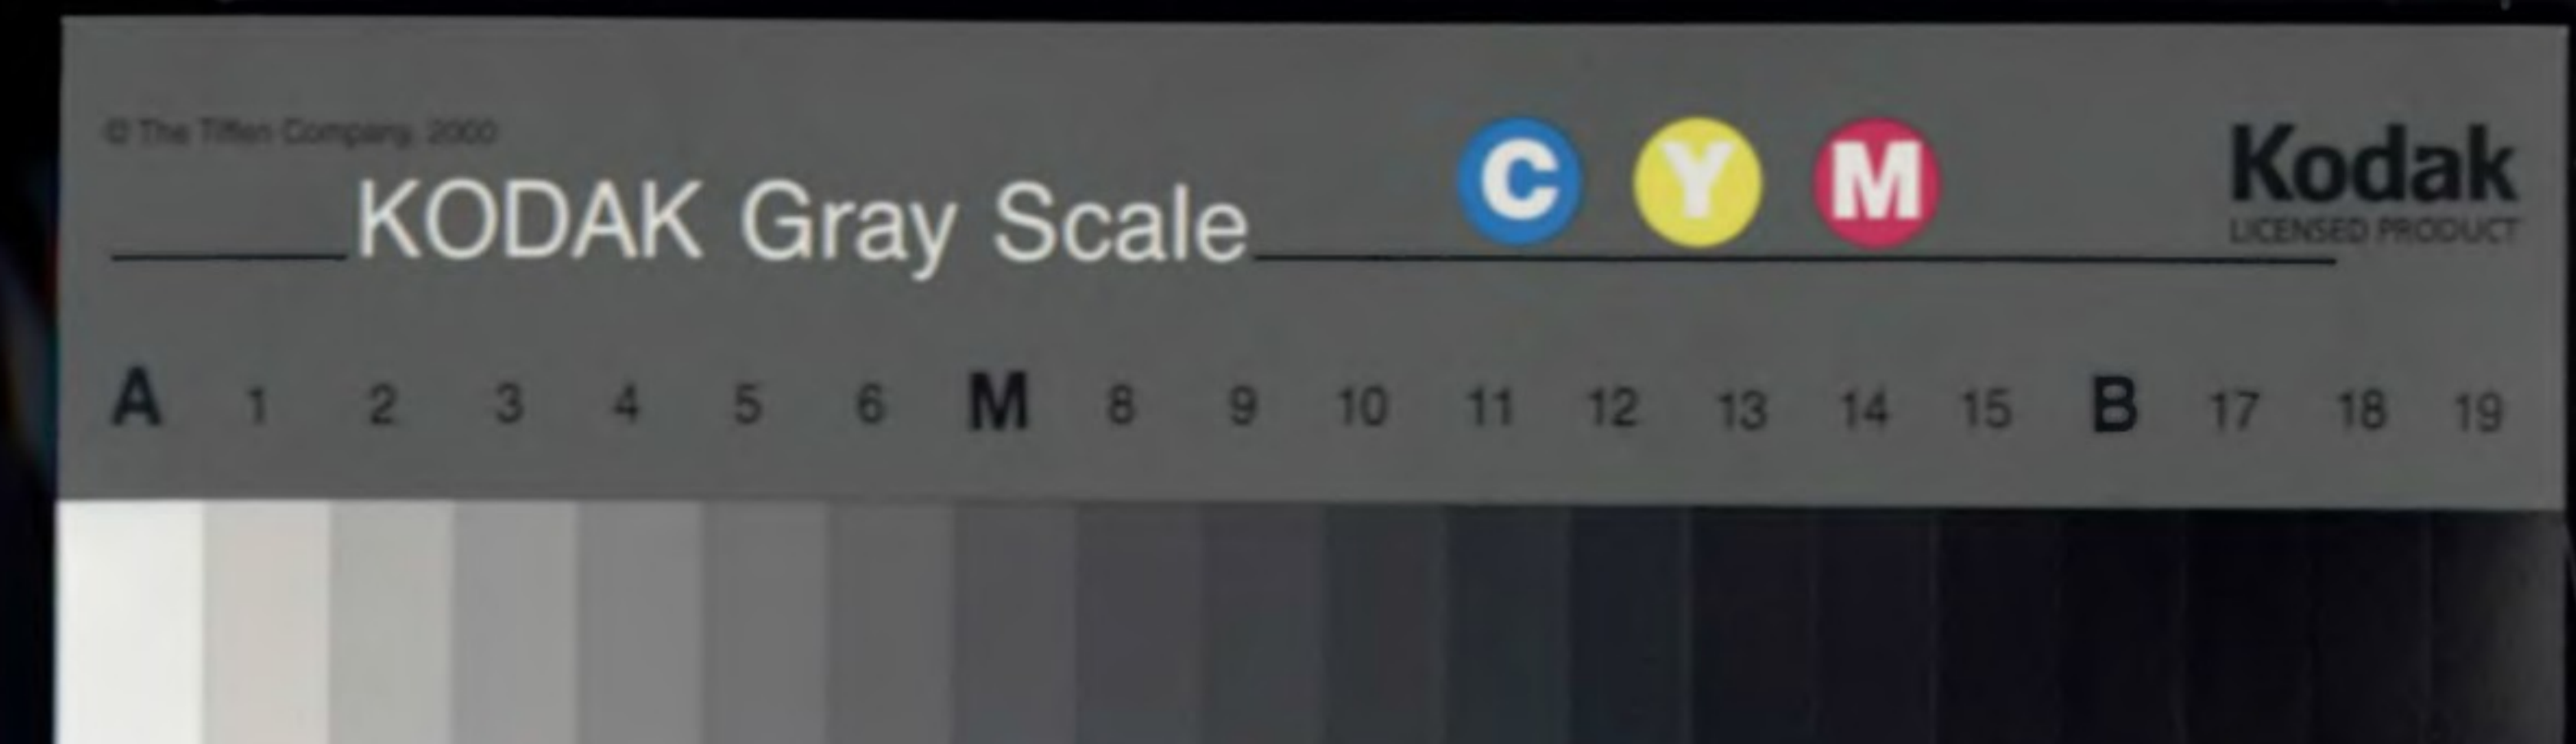 © The Tiffen Company, 2000
KODAK Gray Scale
C Y M
Kodak
LICENSED PRODUCT
A 1 2 3 4 5 6 M 8 9 10 11 12 13 14 15 B 17 18 19